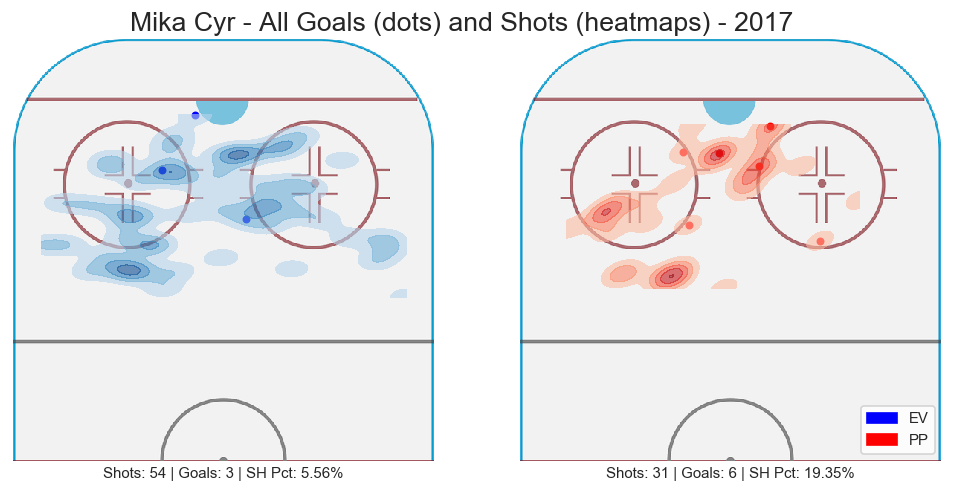 Mika Cyr - All Goals (dots) and Shots (heatmaps) - 2017
EV
PP
Shots: 54 | Goals: 3 | SH Pct: 5.56%
Shots: 31 | Goals: 6 | SH Pct: 19.35%